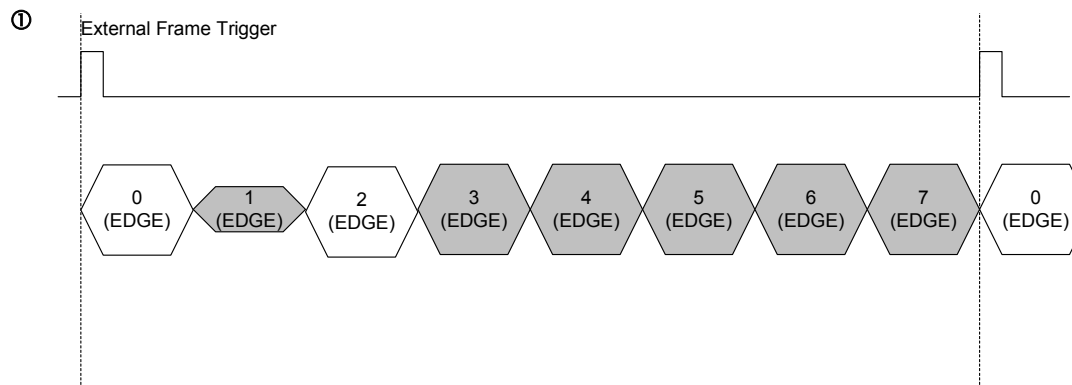 ①
External Frame Trigger
0
(EDGE)
1
(EDGE)
2
(EDGE)
3
(EDGE)
4
(EDGE)
5
(EDGE)
6
(EDGE)
7
(EDGE)
0
(EDGE)